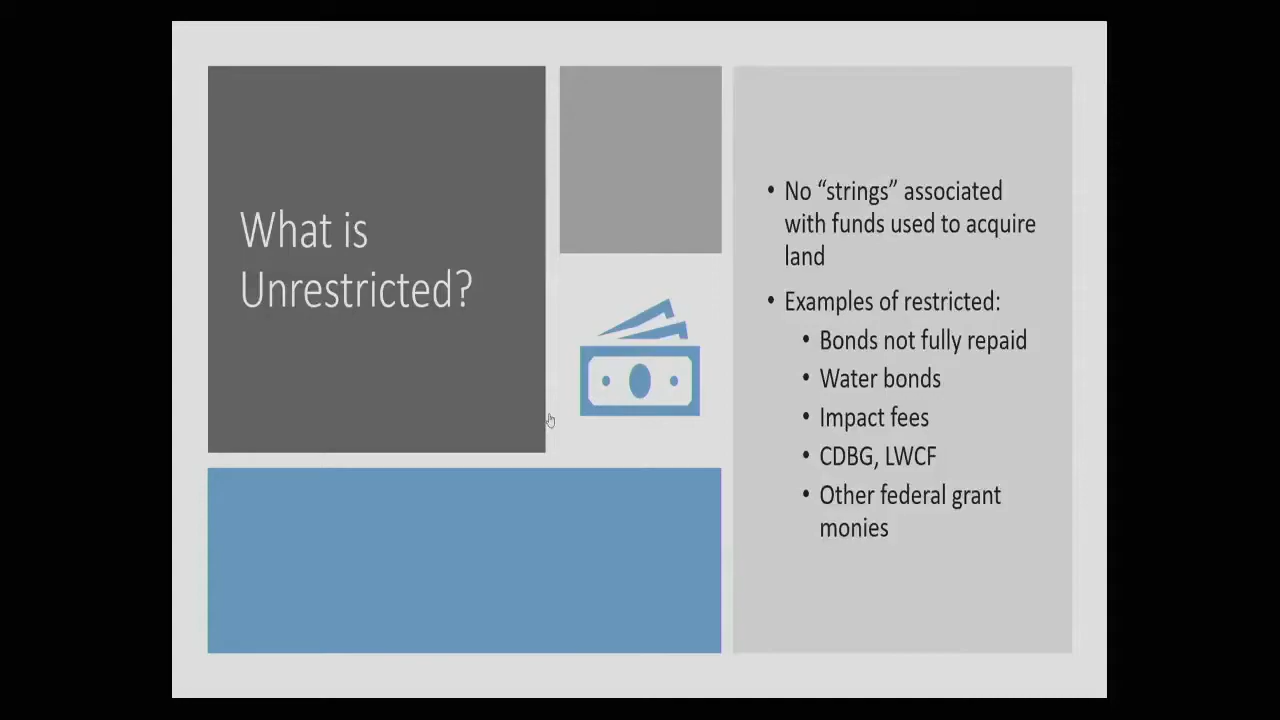 What is
Unrestricted?
• No “strings” associated
with funds used to acquire
land
• Examples of restricted:
• Bonds not fully repaid
• Water bonds
• Impact fees
• CDBG, LWCF
• Other federal grant
monies